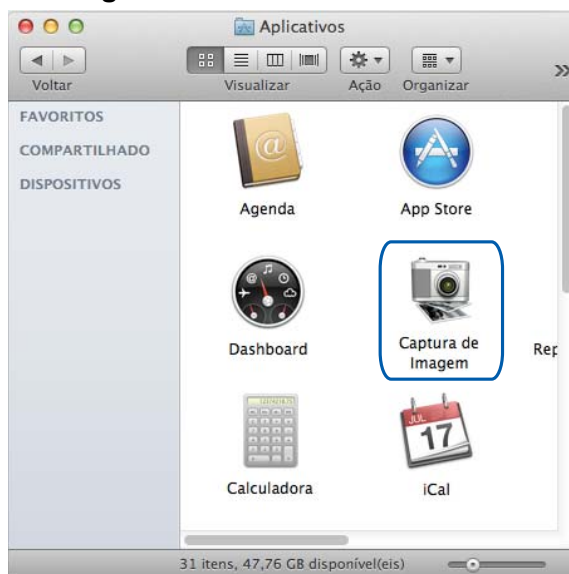 Aplicativos
Voltar
Visualizar
Ação
Organizar
FAVORITOS
COMPARTILHADO
DISPOSITIVOS
Agenda
App Store
Dashboard
Captura de
Imagem
Rep
Calculadora
JUL
17
iCal
31 itens, 47,76 GB disponível(eis)